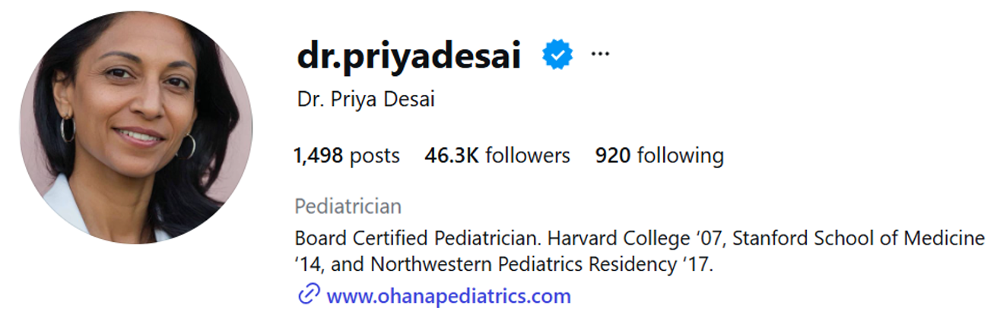 dr.priyadesai
Dr. Priya Desai
1,498 posts 46.3K followers 920 following
Pediatrician
Board Certified Pediatrician. Harvard College ‘07, Stanford School of Medicine
‘14, and Northwestern Pediatrics Residency ‘17.
www.ohanapediatrics.com